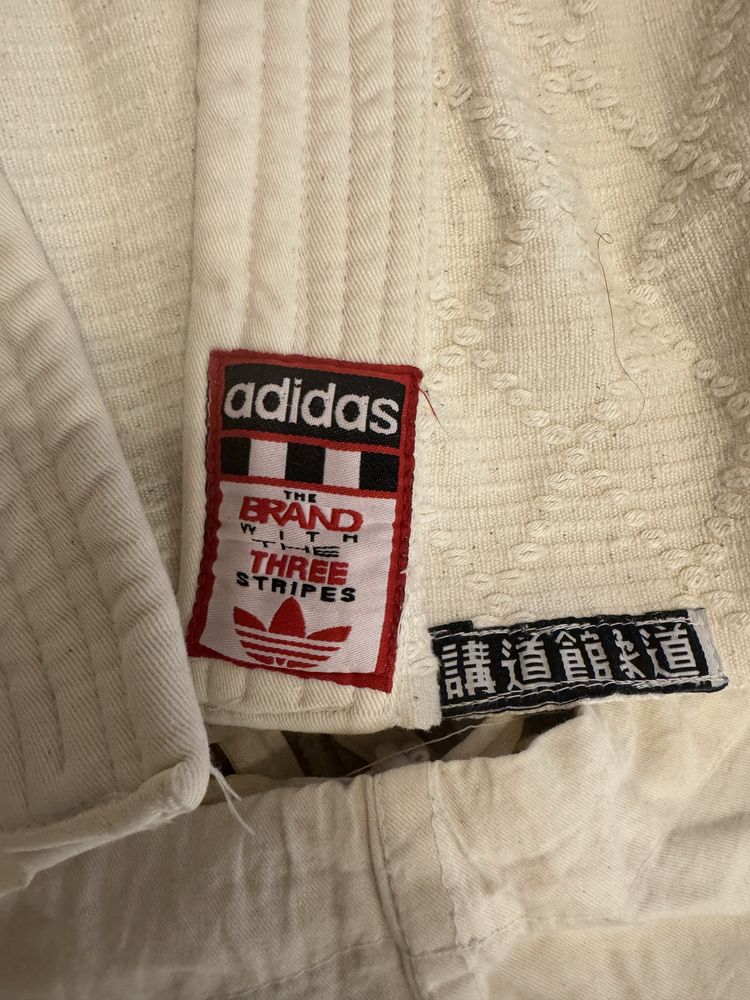 adidas
THE
BRAND
WITH
THE
THREE
STRIPES
講道館柔道